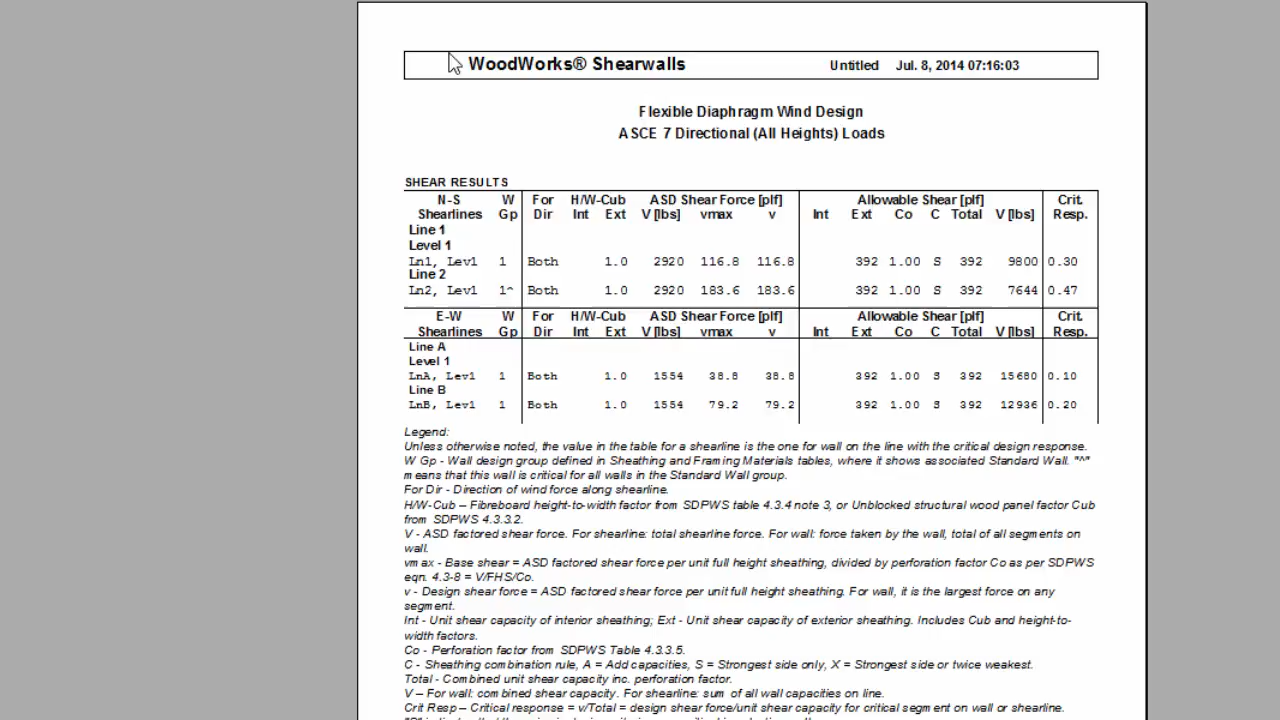 WoodWorks® Shearwalls Untitled Jul. 8, 2014 07:16:03
Flexible Diaphragm Wind Design
ASCE 7 Directional (All Heights) Loads
SHEAR RESULTS
N-S W For H/W-Cub ASD Shear Force [plf] Allowable Shear [plf] Crit.
Shearlines Gp Dir Int Ext V [lbs] vmax v Int Ext Co C Total V [lbs] Resp.
Line 1
Level 1
Ln1, Lev1 1 Both 1.0 2920 116.8 116.8 392 1.00 S 392 9800 0.30
Line 2
Ln2, Lev1 1^ Both 1.0 2920 183.6 183.6 392 1.00 S 392 7644 0.47
E-W W For H/W-Cub ASD Shear Force [plf] Allowable Shear [plf] Crit.
Shearlines Gp Dir Int Ext V [lbs] vmax v Int Ext Co C Total V [lbs] Resp.
Line A
Level 1
LnA, Lev1 1 Both 1.0 1554 38.8 38.8 392 1.00 S 392 15680 0.10
Line B
LnB, Lev1 1 Both 1.0 1554 79.2 79.2 392 1.00 S 392 12936 0.20
Legend:
Unless otherwise noted, the value in the table for a shearline is the one for wall on the line with the critical design response.
W Gp - Wall design group defined in Sheathing and Framing Materials tables, where it shows associated Standard Wall. "^"
means that this wall is critical for all walls in the Standard Wall group.
For Dir - Direction of wind force along shearline.
H/W-Cub – Fibreboard height-to-width factor from SDPWS table 4.3.4 note 3, or Unblocked structural wood panel factor Cub
from SDPWS 4.3.3.2.
V - ASD factored shear force. For shearline: total shearline force. For wall: force taken by the wall, total of all segments on
wall.
vmax - Base shear = ASD factored shear force per unit full height sheathing, divided by perforation factor Co as per SDPWS
eqn. 4.3-8 = V/FHS/Co.
v - Design shear force = ASD factored shear force per unit full height sheathing. For wall, it is the largest force on any
segment.
Int - Unit shear capacity of interior sheathing; Ext - Unit shear capacity of exterior sheathing. Includes Cub and height-to-
width factors.
Co - Perforation factor from SDPWS Table 4.3.3.5.
C - Sheathing combination rule, A = Add capacities, S = Strongest side only, X = Strongest side or twice weakest.
Total - Combined unit shear capacity inc. perforation factor.
V – For wall: combined shear capacity. For shearline: sum of all wall capacities on line.
Crit Resp – Critical response = v/Total = design shear force/unit shear capacity for critical segment on wall or shearline.